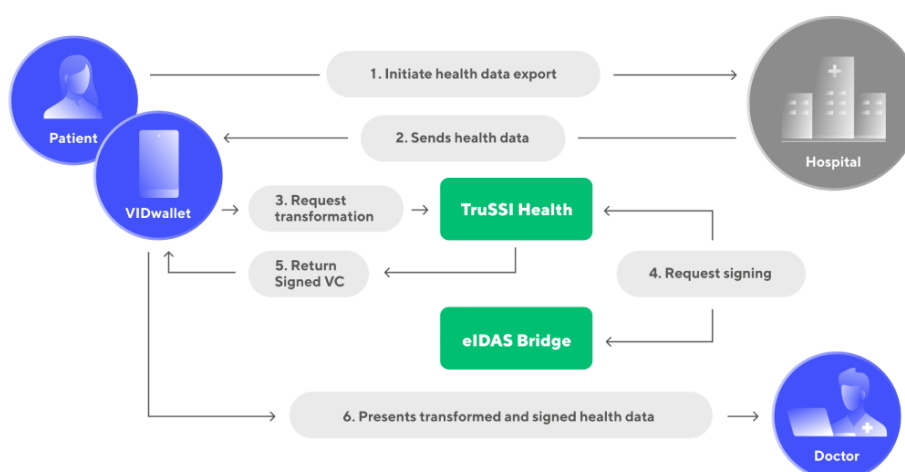 1. Initiate health data export
Patient
2. Sends health data
Hospital
VIDwallet
3. Request
transformation
TruSSI Health
5. Return
Signed VC
4. Request signing
eIDAS Bridge
6. Presents transformed and signed health data
Doctor